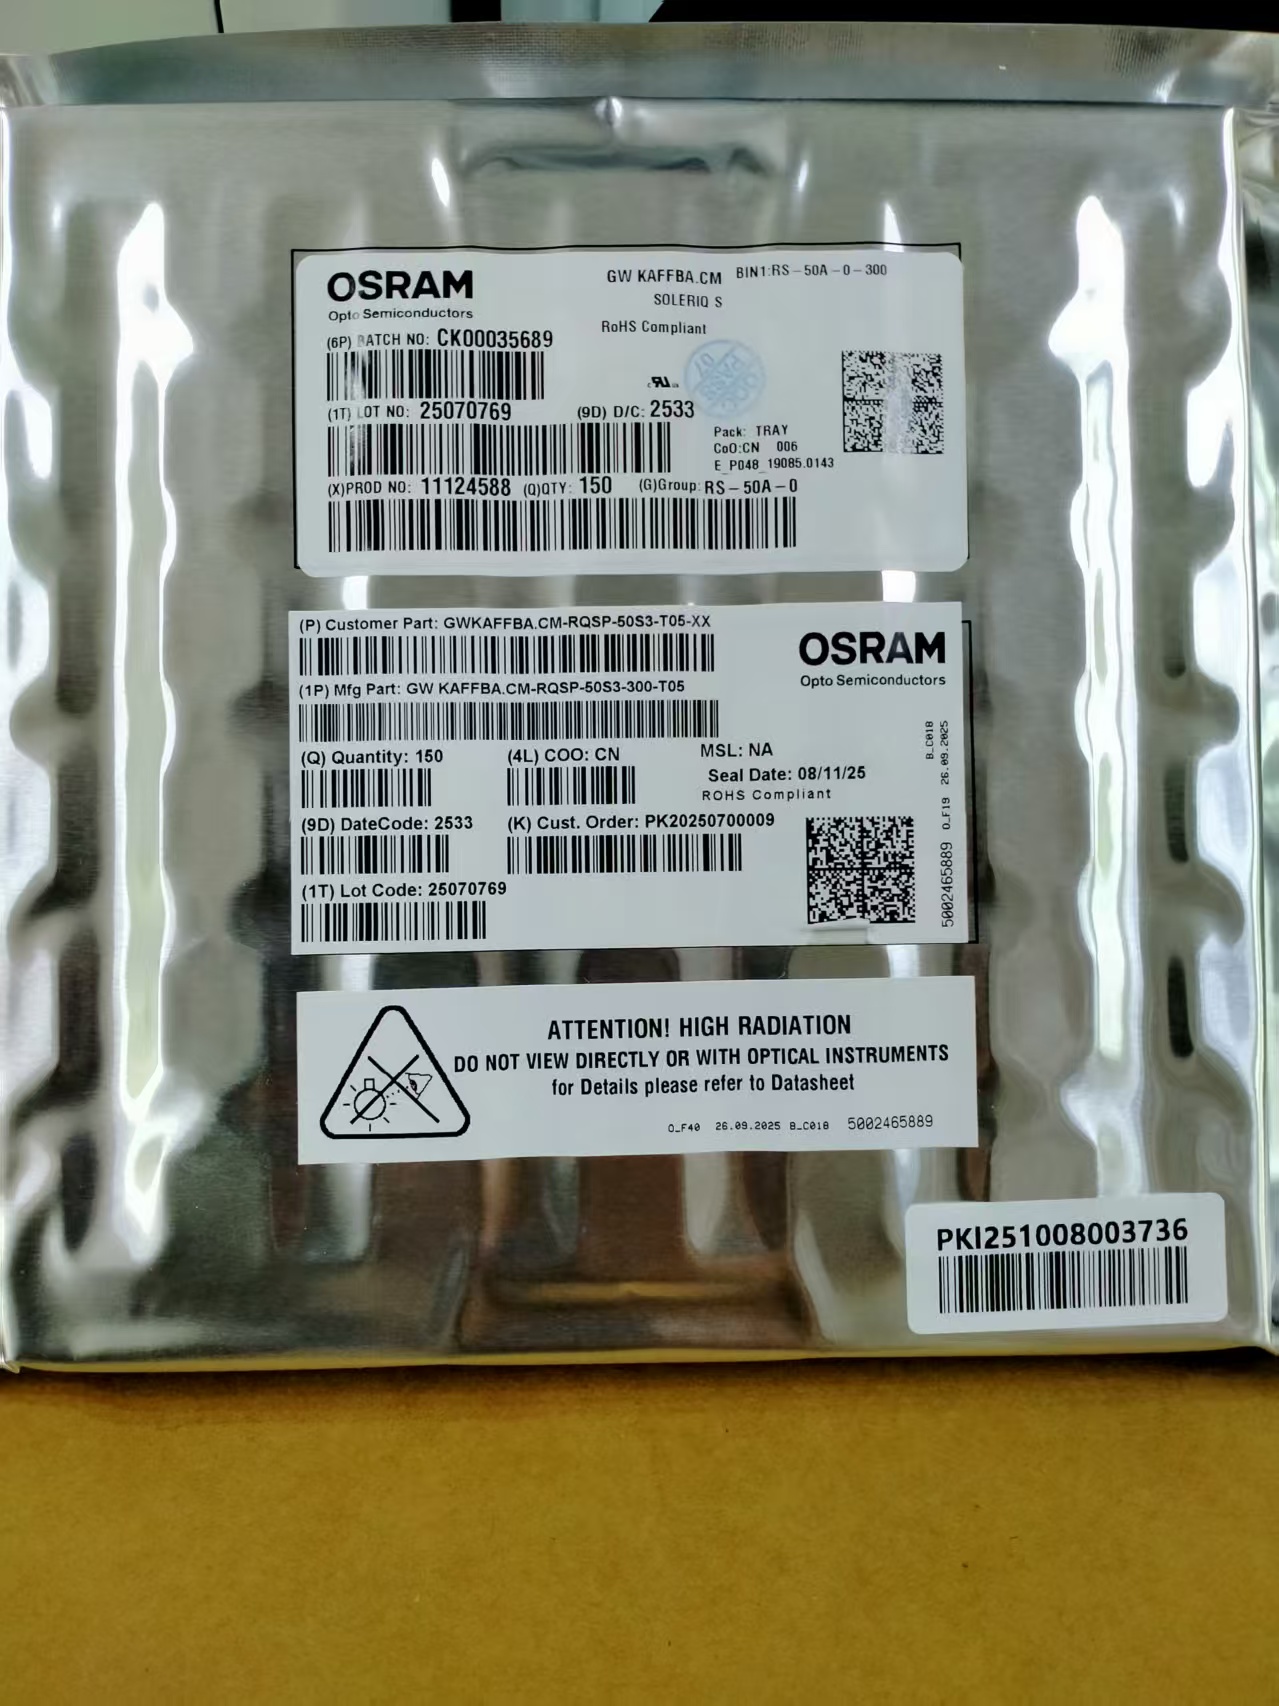 OSRAM
Opto Semiconductors
GW KAFFBA.CM BIN1:RS-50A-0-300
SOLERIQ S
RoHS Compliant
(6P) BATCH NO: CK00035689
(1T) LOT NO: 25070769 (9D) D/C: 2533
Pack: TRAY
CoO:CN 006
E_P048_19085.0143
(X)PROD NO: 11124588 (Q)QTY: 150 (G)Group: RS-50A-0
(P) Customer Part: GWKAFFBA.CM-RQSP-50S3-T05-XX
OSRAM
Opto Semiconductors
(1P) Mfg Part: GW KAFFBA.CM-RQSP-50S3-300-T05
(Q) Quantity: 150 (4L) COO: CN MSL: NA
Seal Date: 08/11/25
ROHS Compliant
(9D) DateCode: 2533 (K) Cust. Order: PK20250700009
(1T) Lot Code: 25070769
B_C018
5002465889 O_F19 26.09.2025
ATTENTION! HIGH RADIATION
DO NOT VIEW DIRECTLY OR WITH OPTICAL INSTRUMENTS
for Details please refer to Datasheet
O_F40 26.09.2025 B_C018 5002465889
PKI251008003736